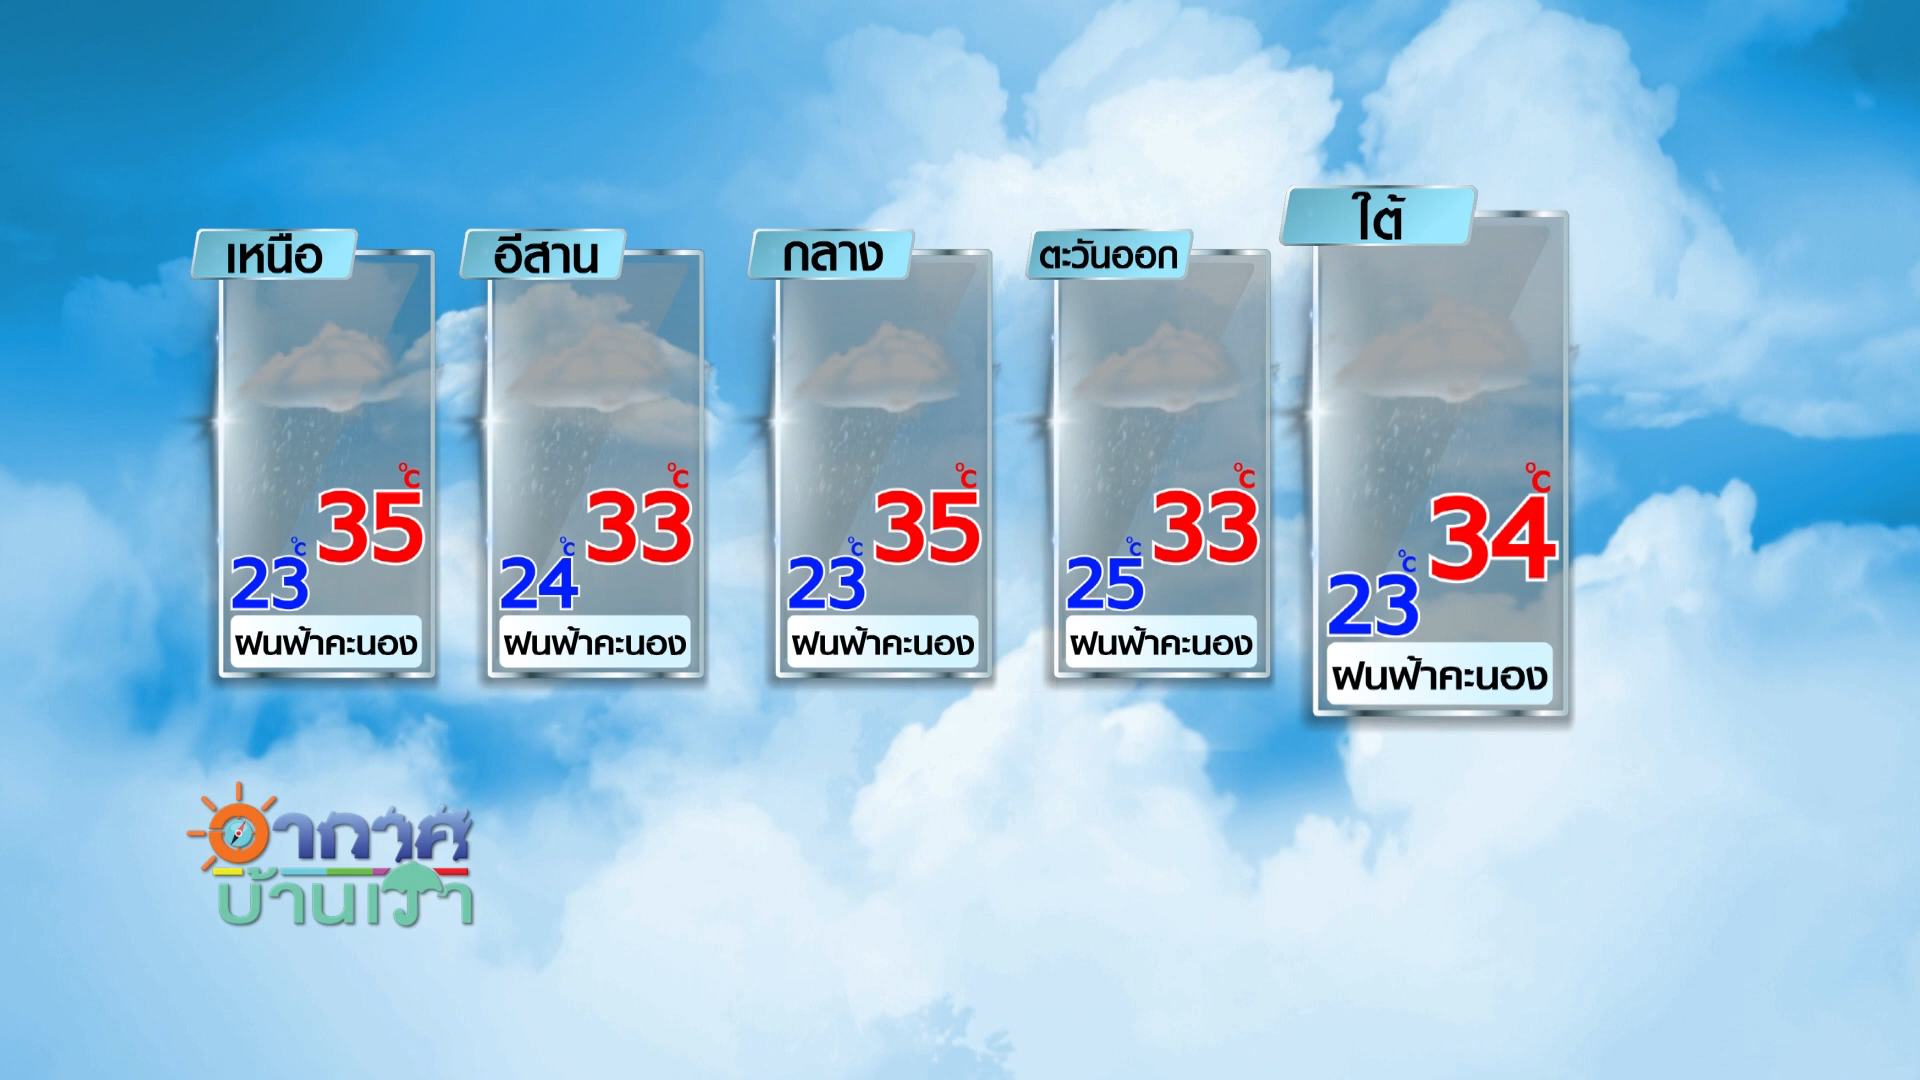 เหนือ
35°C
23°C
ฝนฟ้าคะนอง
อีสาน
33°C
24°C
ฝนฟ้าคะนอง
กลาง
35°C
23°C
ฝนฟ้าคะนอง
ตะวันออก
33°C
25°C
ฝนฟ้าคะนอง
ใต้
34°C
23°C
ฝนฟ้าคะนอง
อากาศ
บ้านเรา